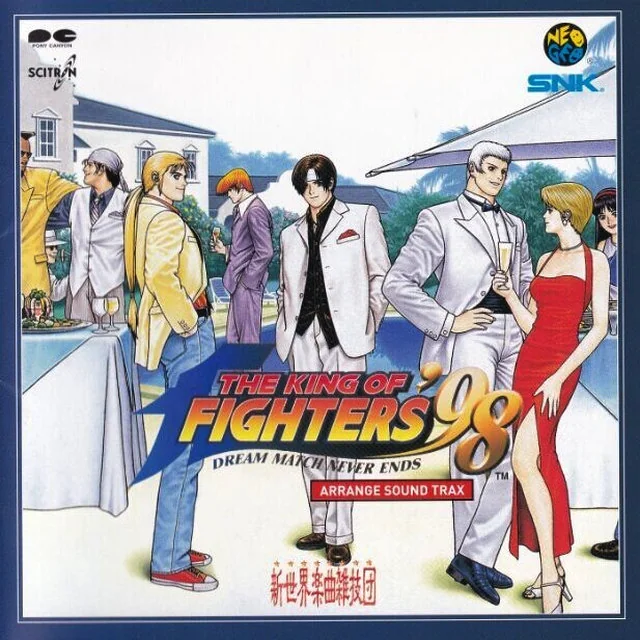 PONY CANYON
SCITRON
NEO
GEO
SNK®
THE KING OF
FIGHTERS '98
DREAM MATCH NEVER ENDS
TM
ARRANGE SOUND TRAX
新世界楽曲雑技団